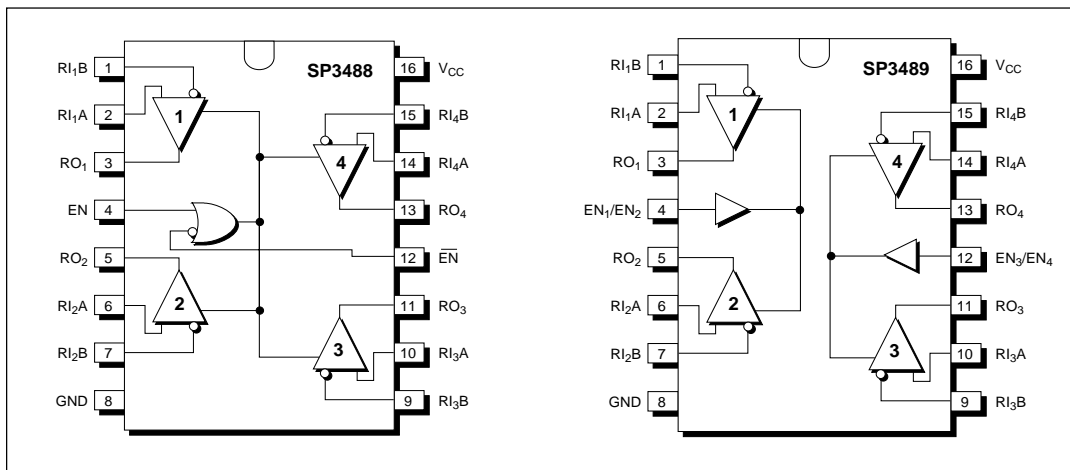 SP3488
RI1B 1
RI1A 2
RO1 3
EN 4
RO2 5
RI2A 6
RI2B 7
GND 8
16 VCC
15 RI4B
14 RI4A
13 RO4
12 E̅N̅
11 RO3
10 RI3A
9 RI3B
1
2
3
4
SP3489
RI1B 1
RI1A 2
RO1 3
EN1/EN2 4
RO2 5
RI2A 6
RI2B 7
GND 8
16 VCC
15 RI4B
14 RI4A
13 RO4
12 EN3/EN4
11 RO3
10 RI3A
9 RI3B
1
2
3
4